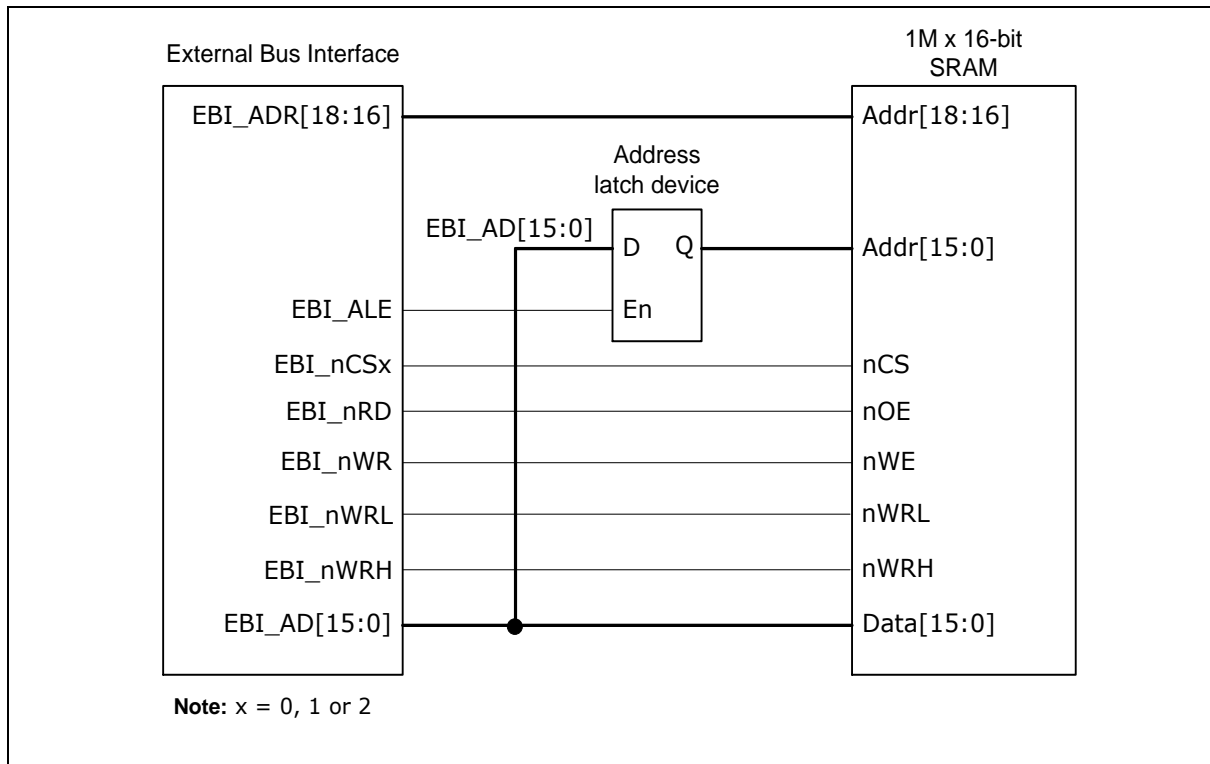 External Bus Interface
1M x 16-bit
SRAM
EBI_ADR[18:16]
Addr[18:16]
Address
latch device
EBI_AD[15:0]
D
Q
Addr[15:0]
EBI_ALE
En
EBI_nCSx
nCS
EBI_nRD
nOE
EBI_nWR
nWE
EBI_nWRL
nWRL
EBI_nWRH
nWRH
EBI_AD[15:0]
Data[15:0]
Note: x = 0, 1 or 2